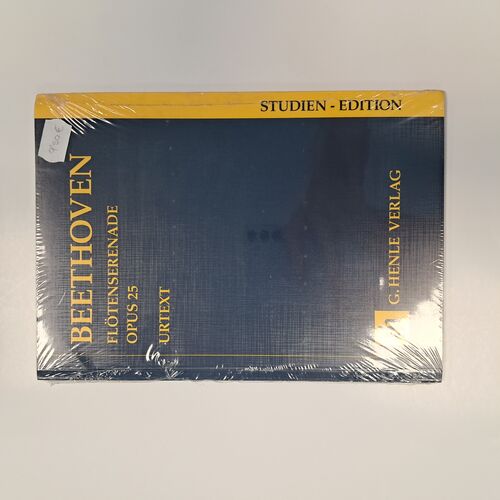 STUDIEN - EDITION
BEETHOVEN
FLÖTENSERENADE
OPUS 25
URTEXT
G. HENLE VERLAG